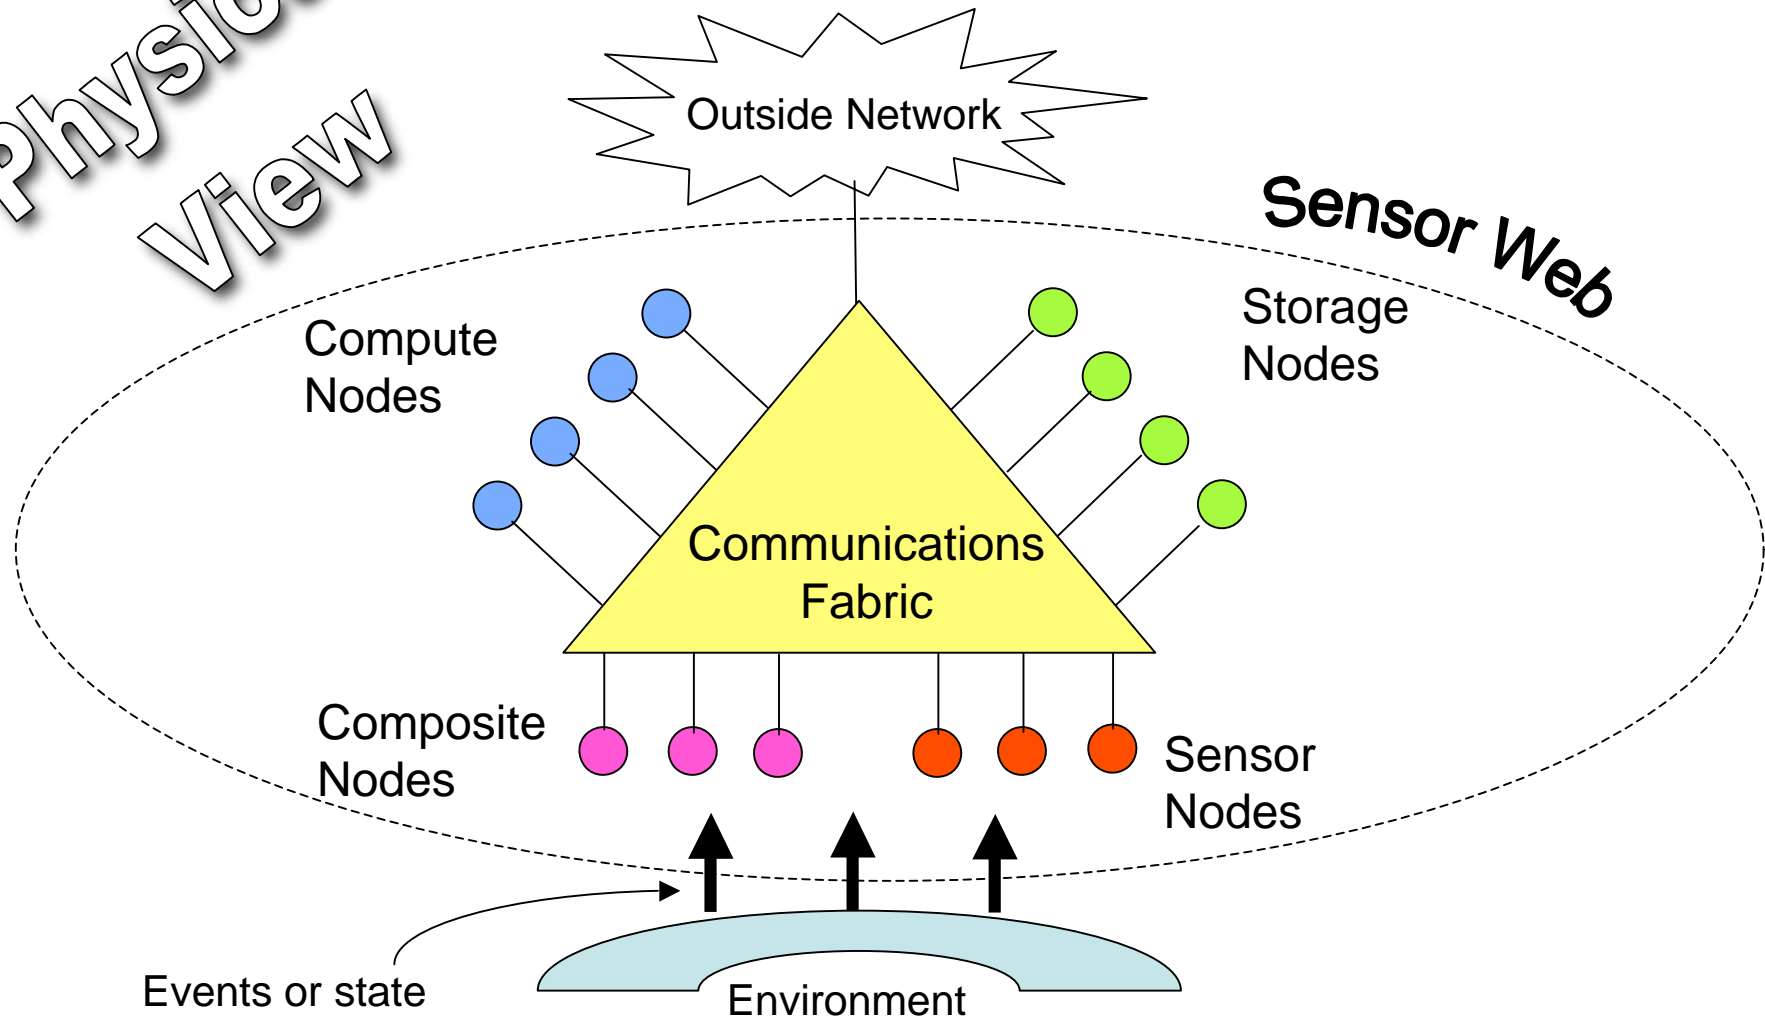 View
Outside Network
Sensor Web
Compute
Nodes
Storage
Nodes
Communications
Fabric
Composite
Nodes
Sensor
Nodes
Events or state
Environment